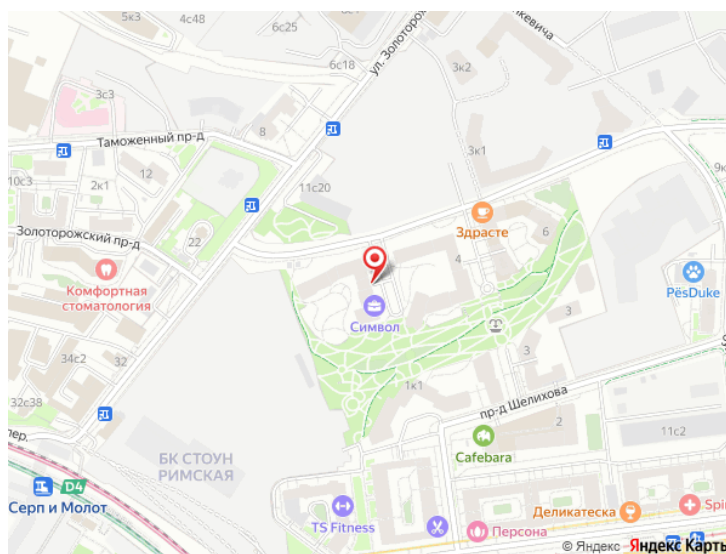 5к3
4с48
6с25
6с18
ул. Золоторож
3к2
3с3
Таможенный пр-д
8
3к1
10с3
2к1
12
11с20
9к
Золоторожский пр-д
22
Здрасте
6
4
Комфортная
стоматология
PёsDuke
Символ
34с2
32
3
3
1к1
32с38
пр-д Шелихова
2
11с2
пер.
БК СТОУН
РИМСКАЯ
Cafebara
D4
Серп и Молот
TS Fitness
Персона
Деликатеска
Spir
© Яндекс Яндекс Карты